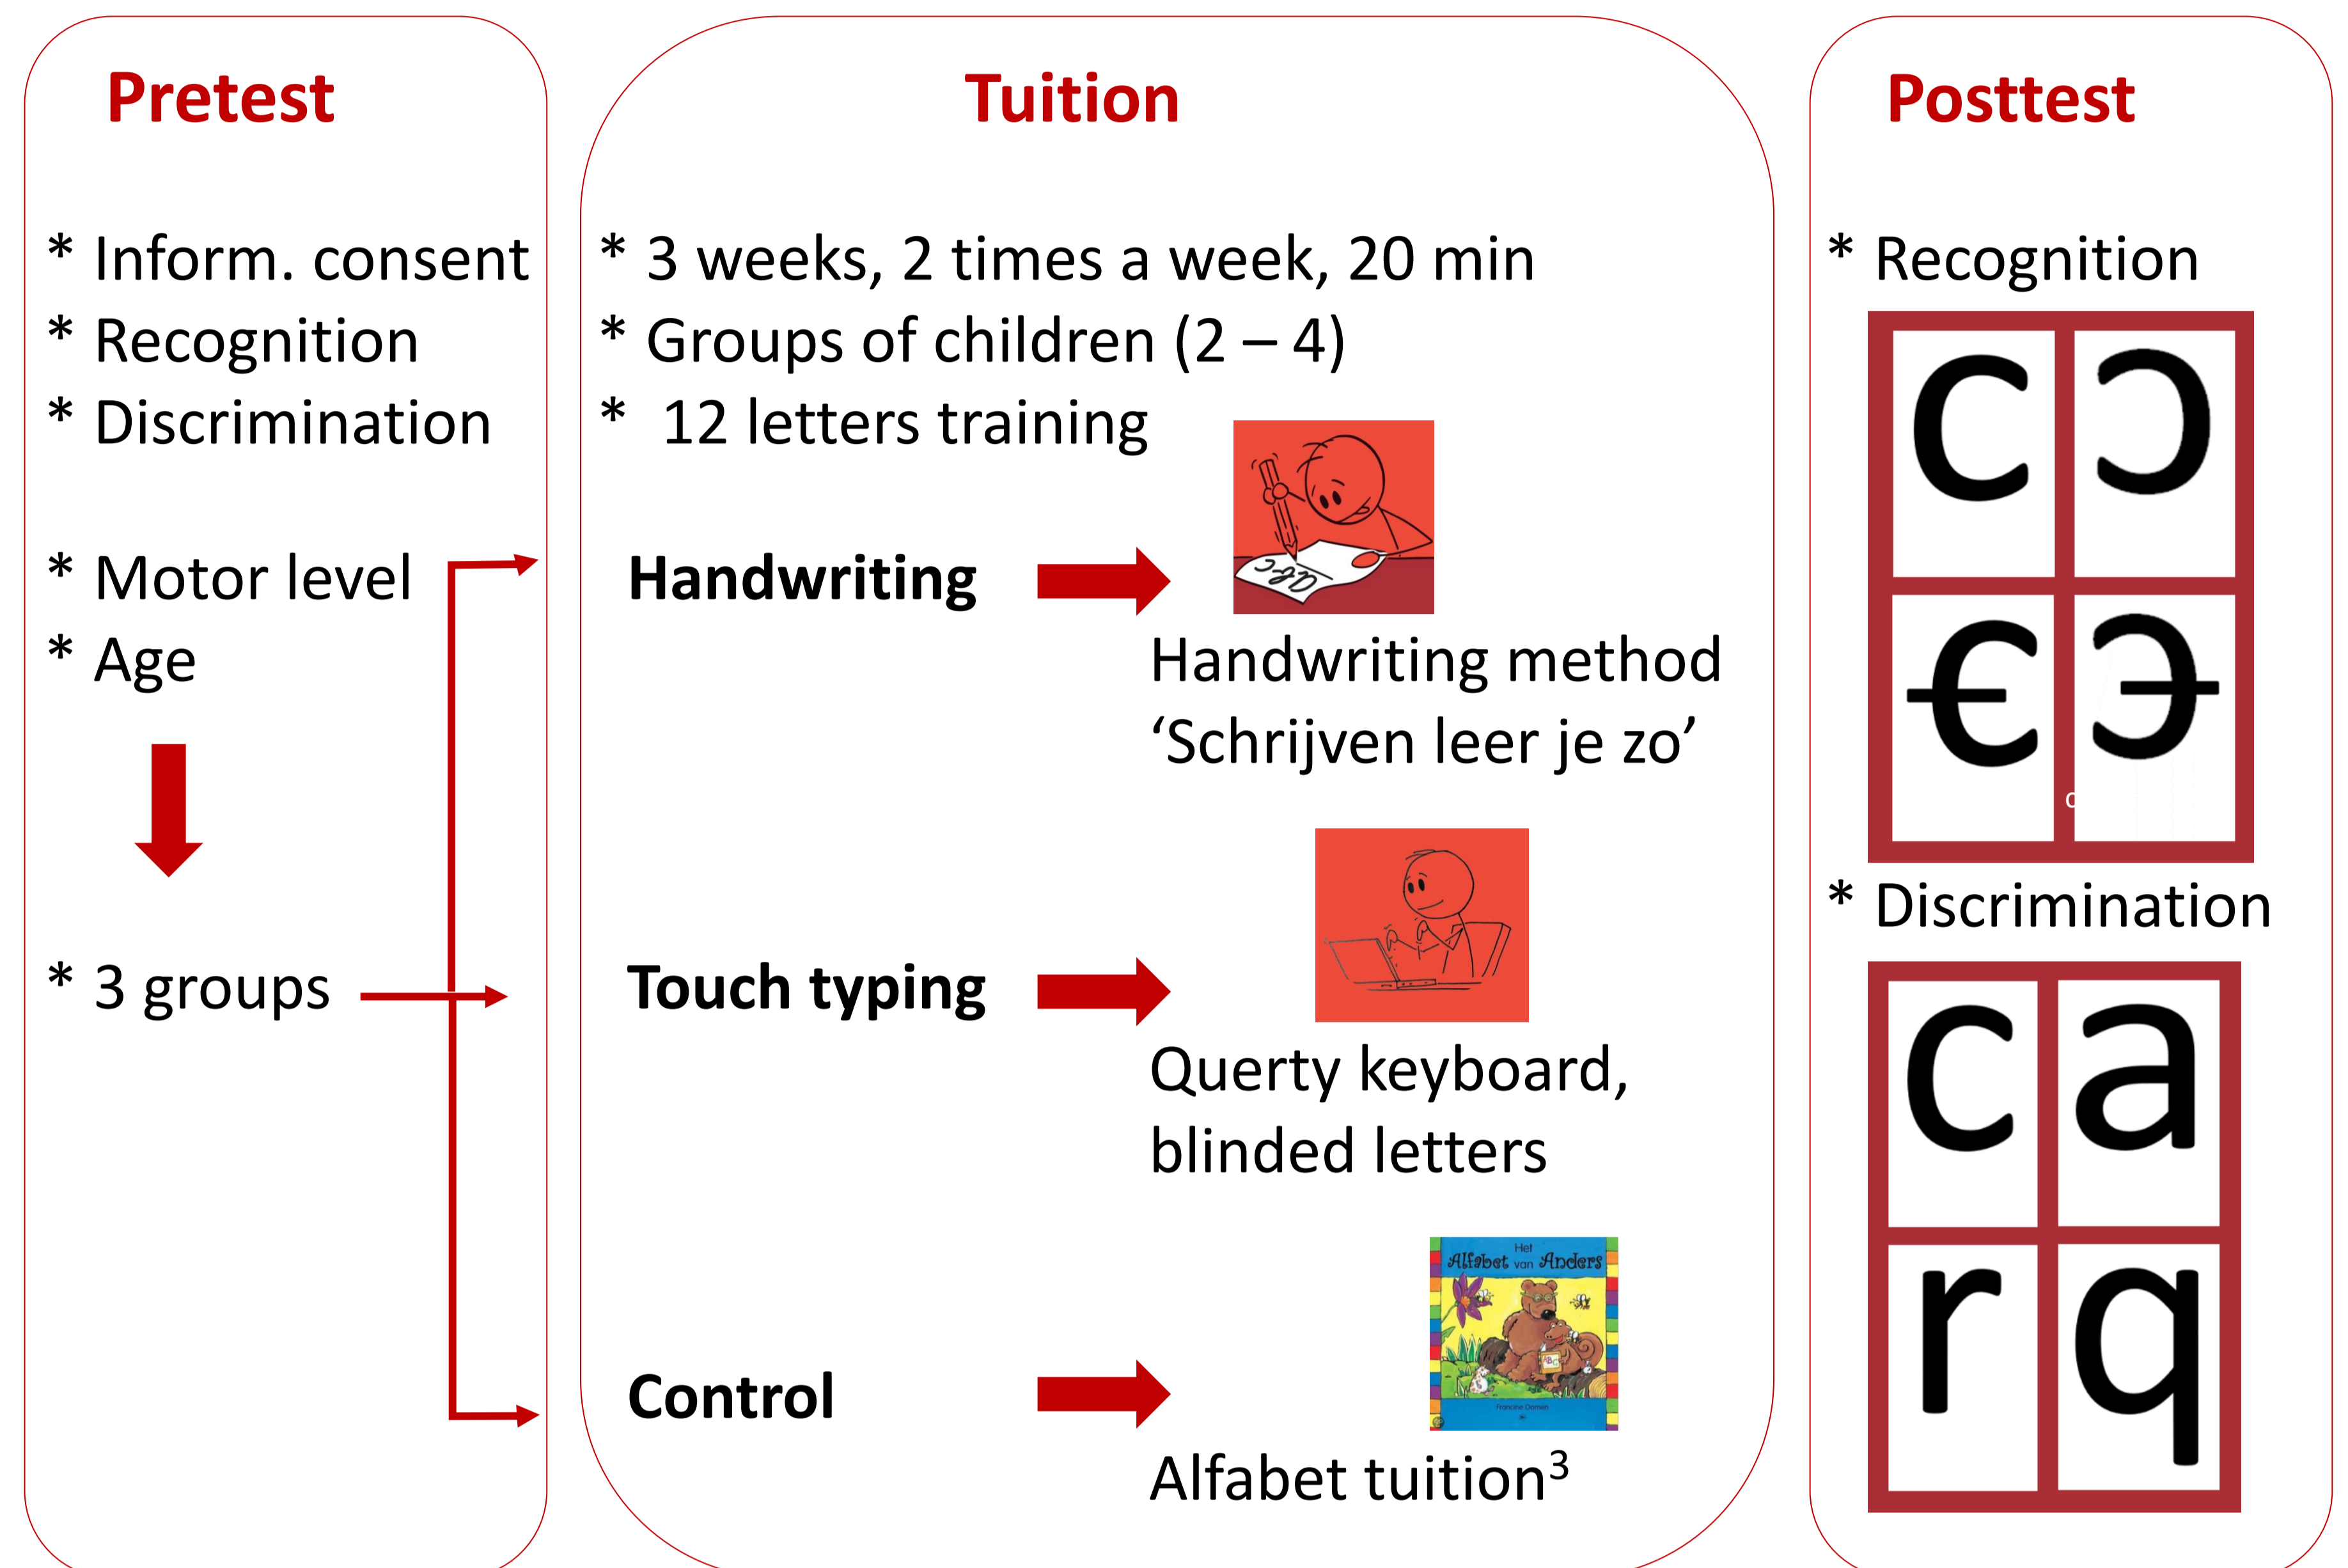 Pretest
* Inform. consent
* Recognition
* Discrimination
* Motor level
* Age
* 3 groups
Tuition
* 3 weeks, 2 times a week, 20 min
* Groups of children (2 – 4)
* 12 letters training
Handwriting
abc
Handwriting method
‘Schrijven leer je zo’
Touch typing
Querty keyboard,
blinded letters
Control
Het
Alfabet van Anders
ABC
Alfabet tuition³
Posttest
* Recognition
c ɔ
* Discrimination
c a
r q